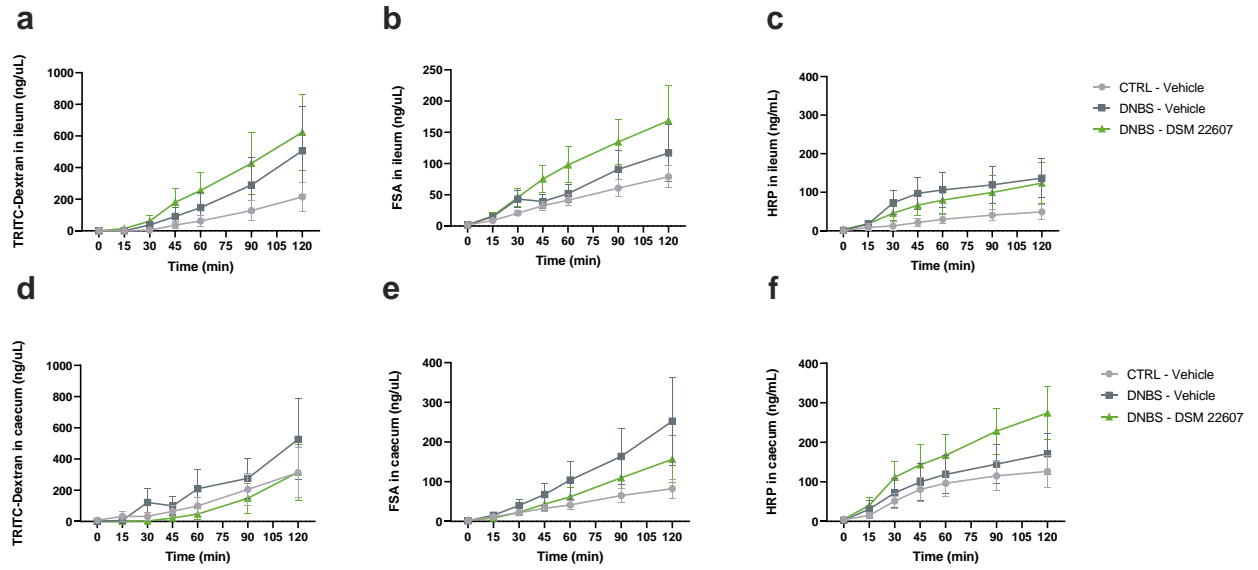 a
TRITC-Dextran in ileum (ng/uL)
1000
800
600
400
200
0
0 15 30 45 60 75 90 105 120
Time (min)
b
FSA in ileum (ng/uL)
250
200
150
100
50
0
0 15 30 45 60 75 90 105 120
Time (min)
c
HRP in ileum (ng/mL)
400
300
200
100
0
0 15 30 45 60 75 90 105 120
Time (min)
CTRL - Vehicle
DNBS - Vehicle
DNBS - DSM 22607
d
TRITC-Dextran in caecum (ng/uL)
1000
800
600
400
200
0
0 15 30 45 60 75 90 105 120
Time (min)
e
FSA in caecum (ng/uL)
400
300
200
100
0
0 15 30 45 60 75 90 105 120
Time (min)
f
HRP in caecum (ng/mL)
400
300
200
100
0
0 15 30 45 60 75 90 105 120
Time (min)
CTRL - Vehicle
DNBS - Vehicle
DNBS - DSM 22607